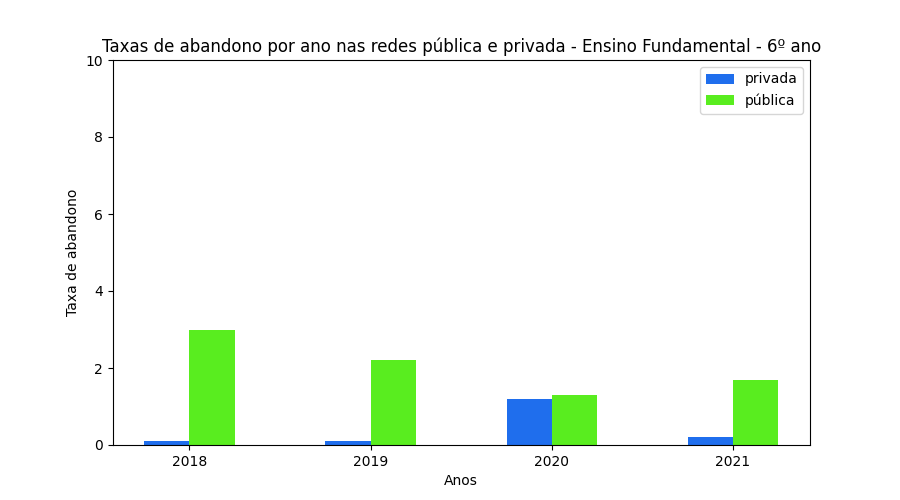 Taxas de abandono por ano nas redes pública e privada - Ensino Fundamental - 6º ano
10
8
6
4
2
0
Taxa de abandono
privada
pública
2018 2019 2020 2021
Anos